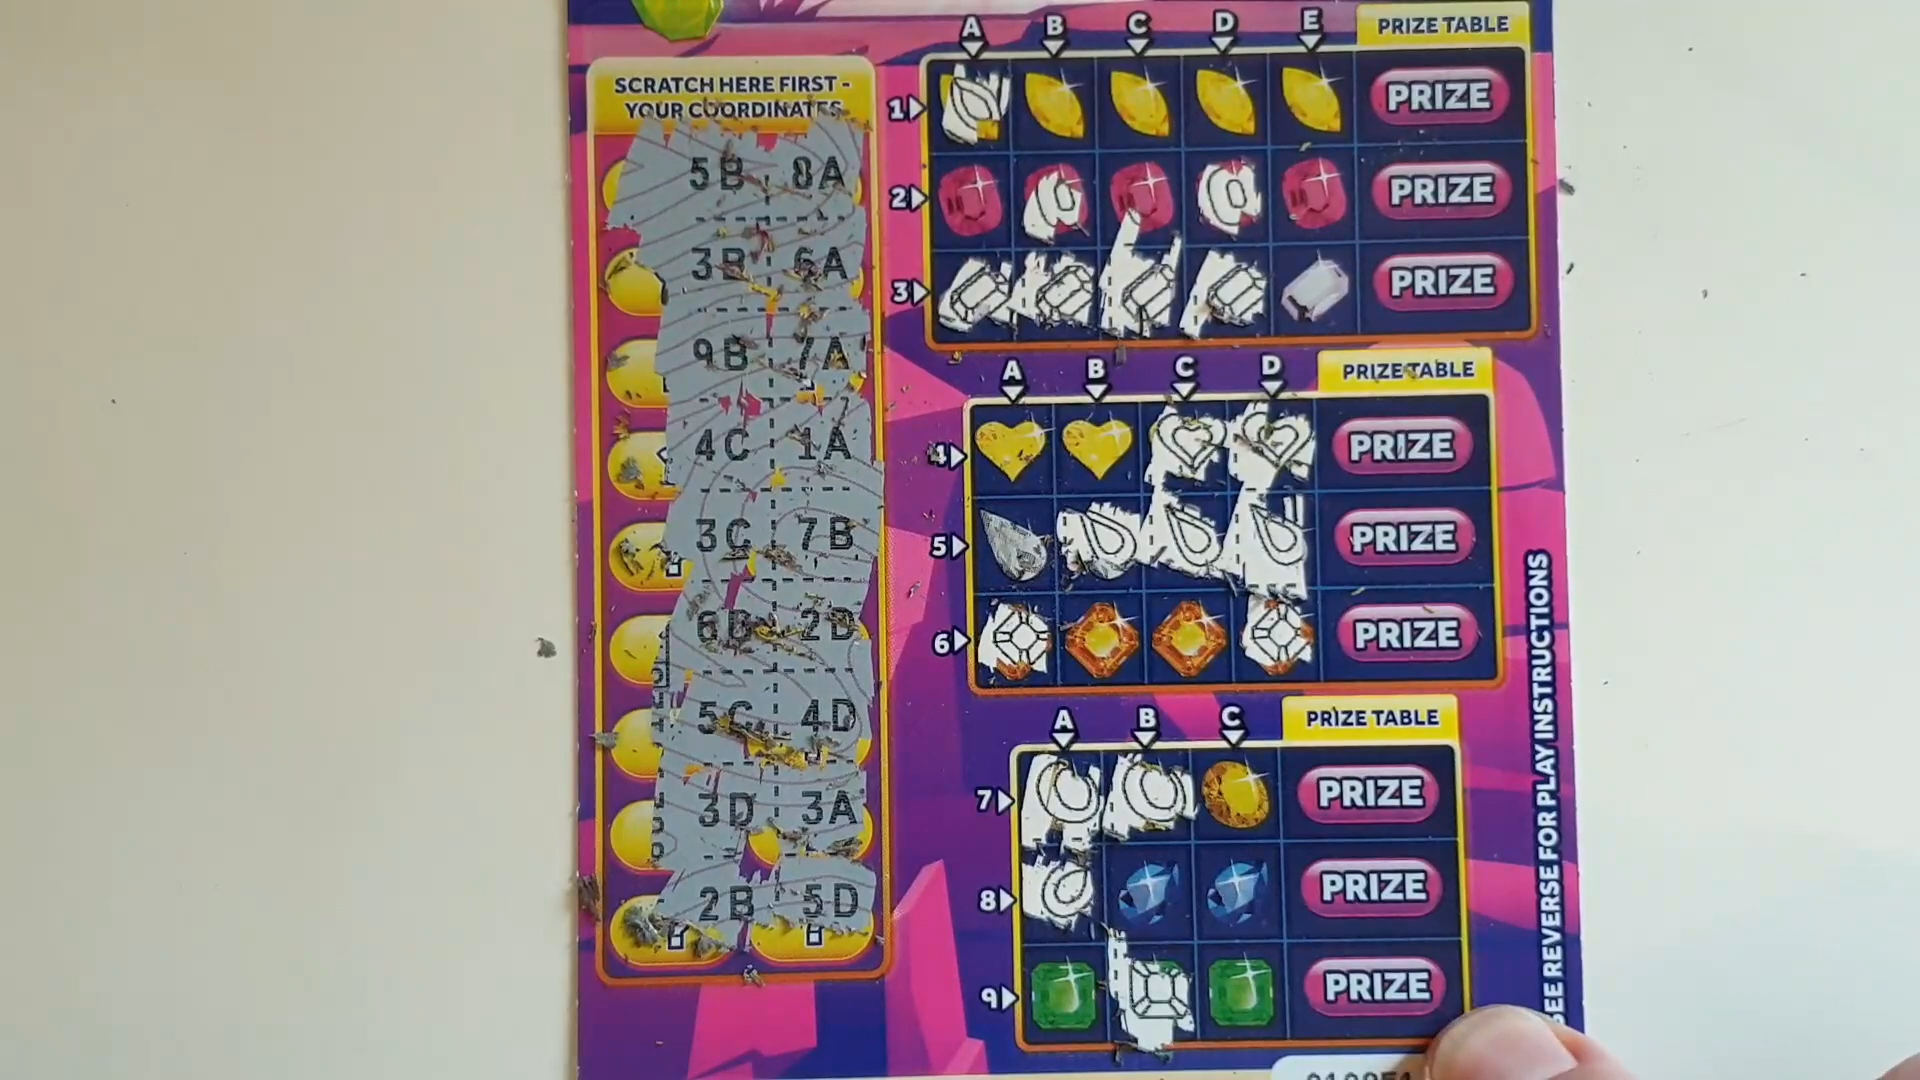 SCRATCH HERE FIRST -
YOUR COORDINATES
5B 8A
3B 6A
9B 7A
4C 1A
3C 7B
2D
5C 4D
3D 3A
2B 5D
A B C D E PRIZE TABLE
1 PRIZE
2 PRIZE
3 PRIZE
A B C D PRIZE TABLE
4 PRIZE
5 PRIZE
6 PRIZE
A B C PRIZE TABLE
7 PRIZE
8 PRIZE
9 PRIZE
SEE REVERSE FOR PLAY INSTRUCTIONS